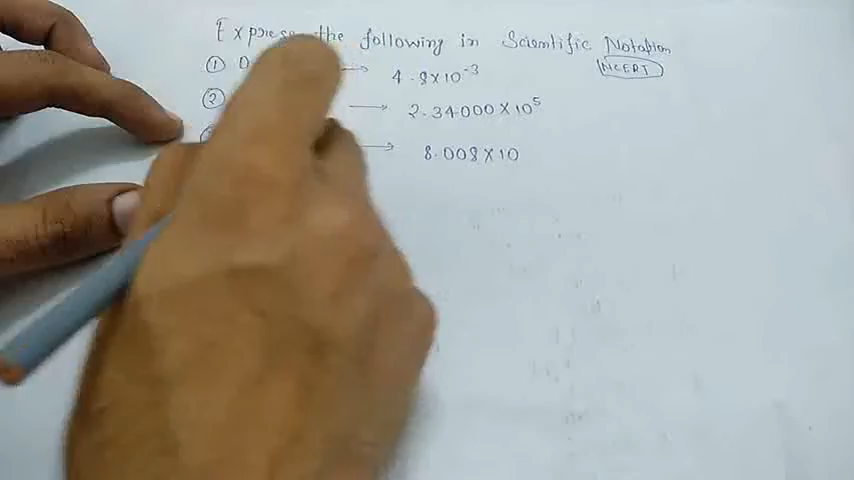 Express the following in Scientific Notation
NCERT
① 0 → 4.8×10⁻³
② → 2.34000×10⁵
→ 8.008×10